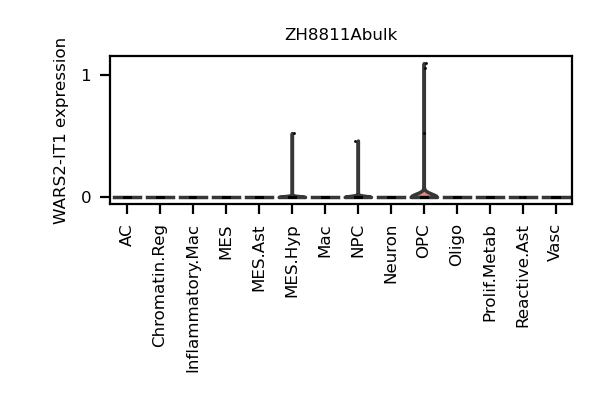 ZH8811Abulk
WARS2-IT1 expression
1
0
AC
Chromatin.Reg
Inflammatory.Mac
MES
MES.Ast
MES.Hyp
Mac
NPC
Neuron
OPC
Oligo
Prolif.Metab
Reactive.Ast
Vasc